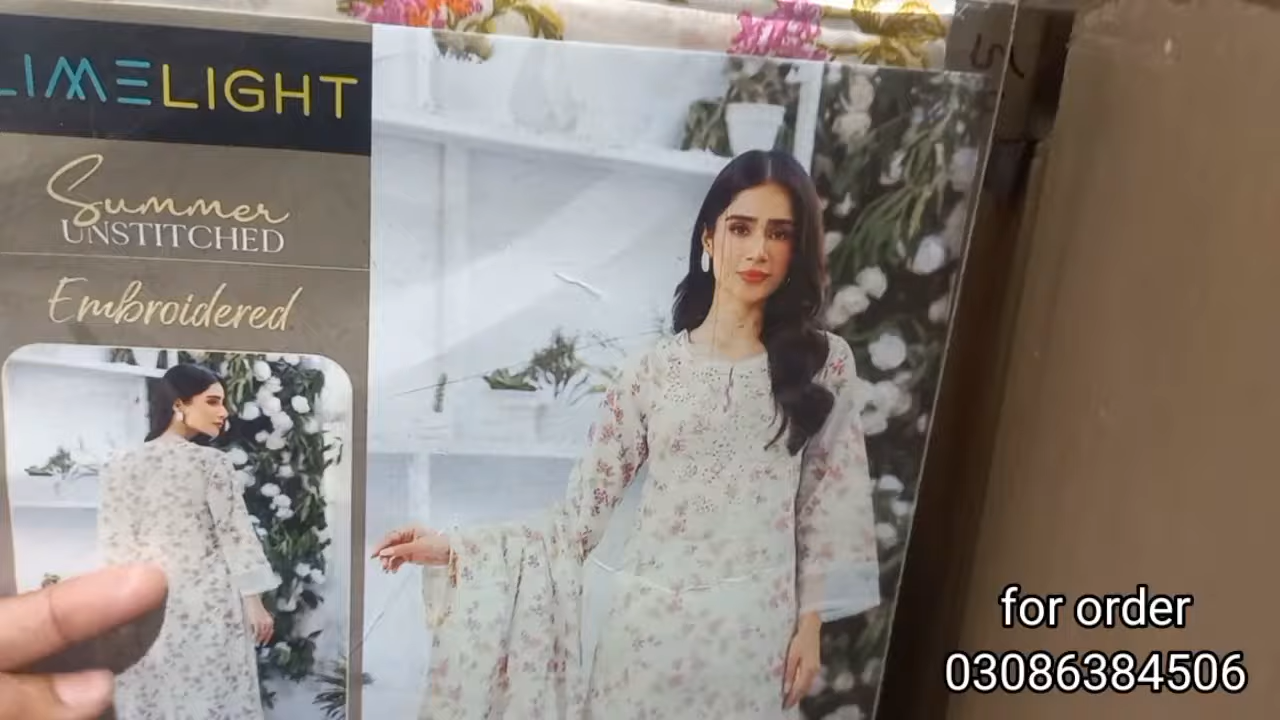 LIMELIGHT
Summer
UNSTITCHED
Embroidered
for order
03086384506